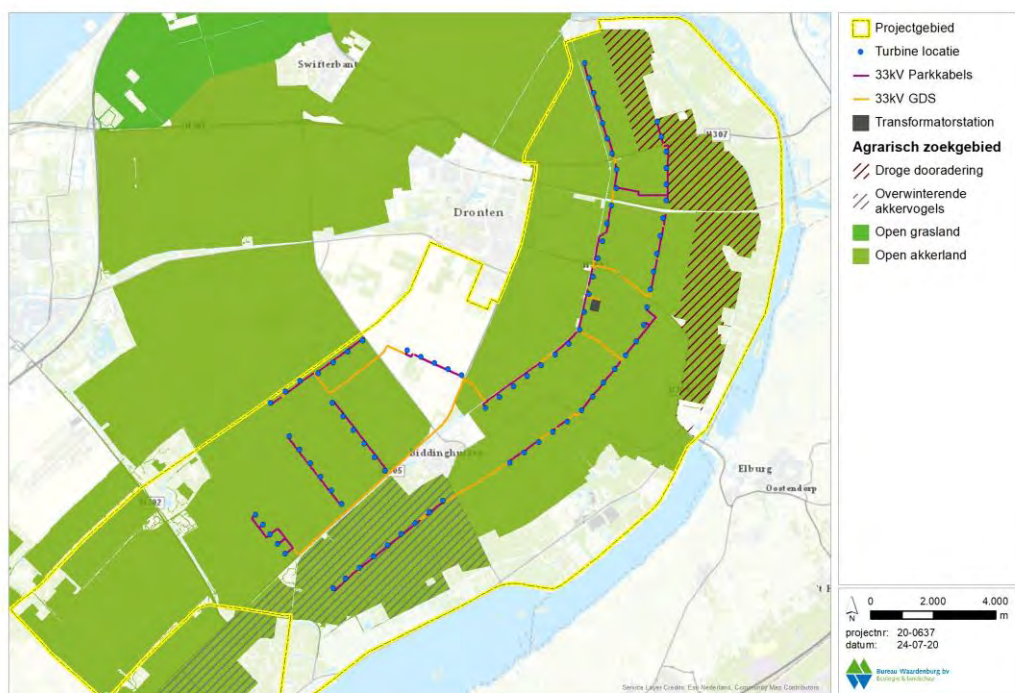 Swifterbant
N307
Dronten
Biddinghuizen
Elburg
Oostendorp
Projectgebied
Turbine locatie
33kV Parkkabels
33kV GDS
Transformatorstation
Agrarisch zoekgebied
Droge dooradering
Overwinterende
akkervogels
Open grasland
Open akkerland
N
0 2.000 4.000
m
projectnr: 20-0637
datum: 24-07-20
Bureau Waardenburg bv
Ecologie & landschap
Service Layer Credits: Esri Nederland, Community Map Contributors